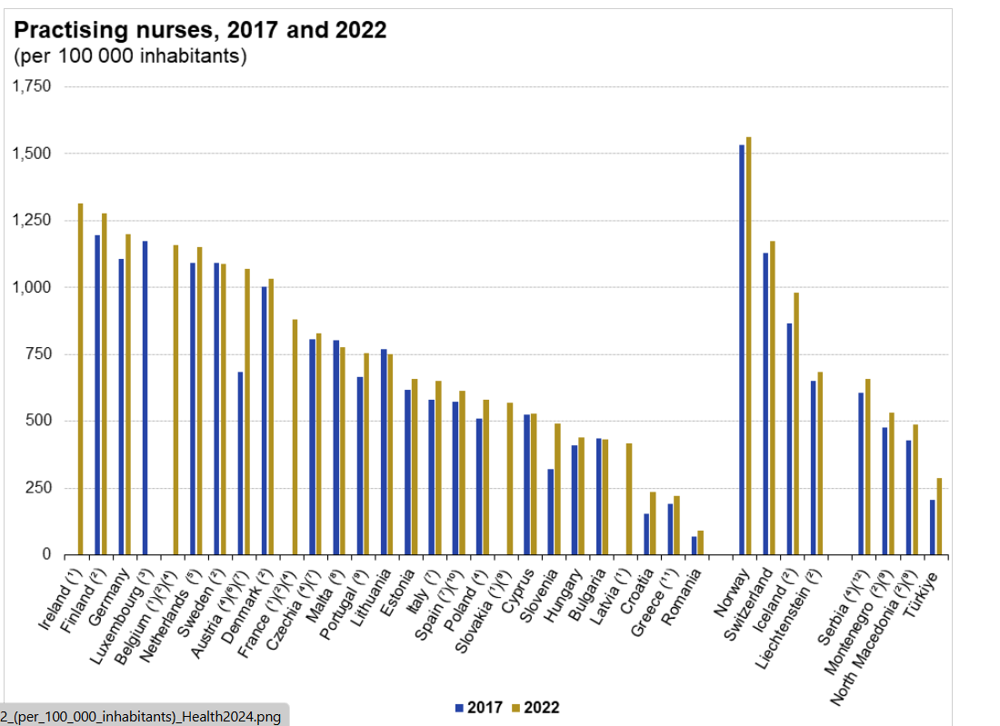 Practising nurses, 2017 and 2022
(per 100 000 inhabitants)
1,750
1,500
1,250
1,000
750
500
250
0
Ireland (¹)
Finland (²)
Germany
Luxembourg (³)
Belgium (¹)(²)(⁴)
Netherlands (⁵)
Sweden (²)
Austria (⁴)(⁶)(⁷)
Denmark (²)
France (¹)(²)(⁴)
Czechia (⁴)(⁷)
Malta (⁸)
Portugal (⁹)
Lithuania
Estonia
Italy (⁷)
Spain (⁷)(¹⁰)
Poland (⁴)
Slovakia (¹)(⁹)
Cyprus
Slovenia
Hungary
Bulgaria
Latvia (¹)
Croatia
Greece (¹¹)
Romania
Norway
Switzerland
Iceland (²)
Liechtenstein (²)
Serbia (⁴)(¹²)
Montenegro (²)(⁹)
North Macedonia (²)(⁹)
Türkiye
2017 2022
2_(per_100_000_inhabitants)_Health2024.png